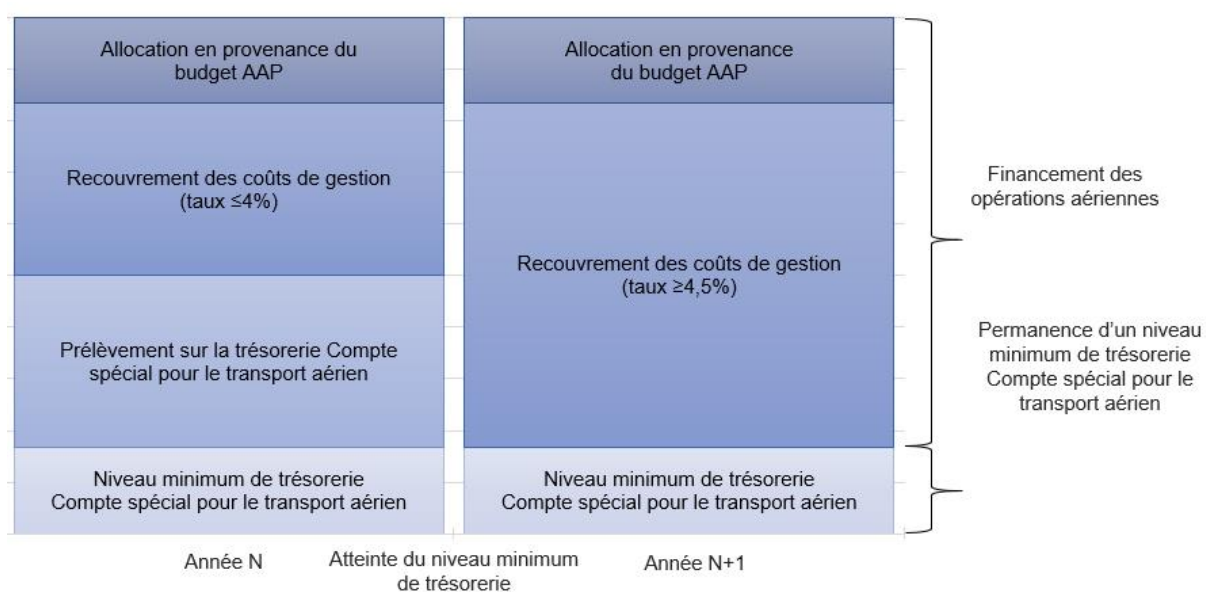 Allocation en provenance du
budget AAP
Recouvrement des coûts de gestion
(taux ≤4%)
Prélèvement sur la trésorerie Compte
spécial pour le transport aérien
Niveau minimum de trésorerie
Compte spécial pour le transport aérien
Année N
Atteinte du niveau minimum
de trésorerie
Allocation en provenance
du budget AAP
Recouvrement des coûts de gestion
(taux ≥4,5%)
Niveau minimum de trésorerie
Compte spécial pour le transport aérien
Année N+1
Financement des
opérations aériennes
Permanence d’un niveau
minimum de trésorerie
Compte spécial pour le
transport aérien